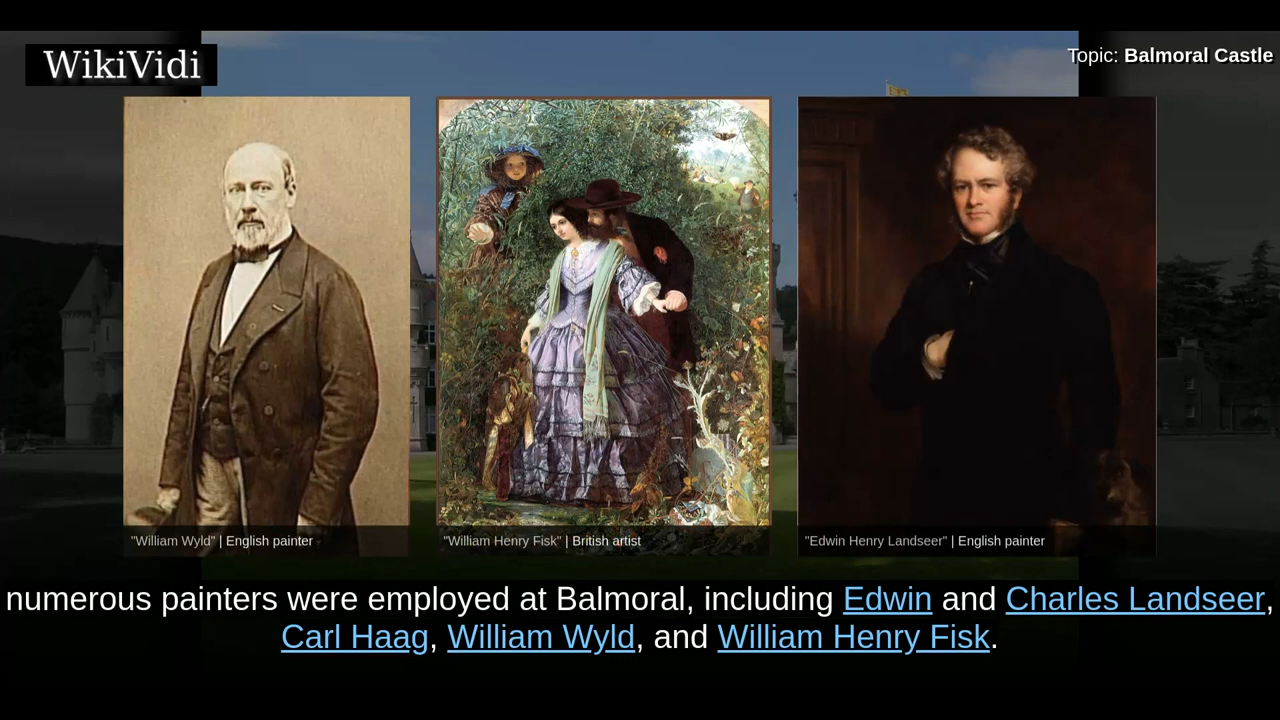 WikiVidi
Topic: Balmoral Castle
"William Wyld" | English painter
"William Henry Fisk" | British artist
"Edwin Henry Landseer" | English painter
numerous painters were employed at Balmoral, including Edwin and Charles Landseer,
Carl Haag, William Wyld, and William Henry Fisk.